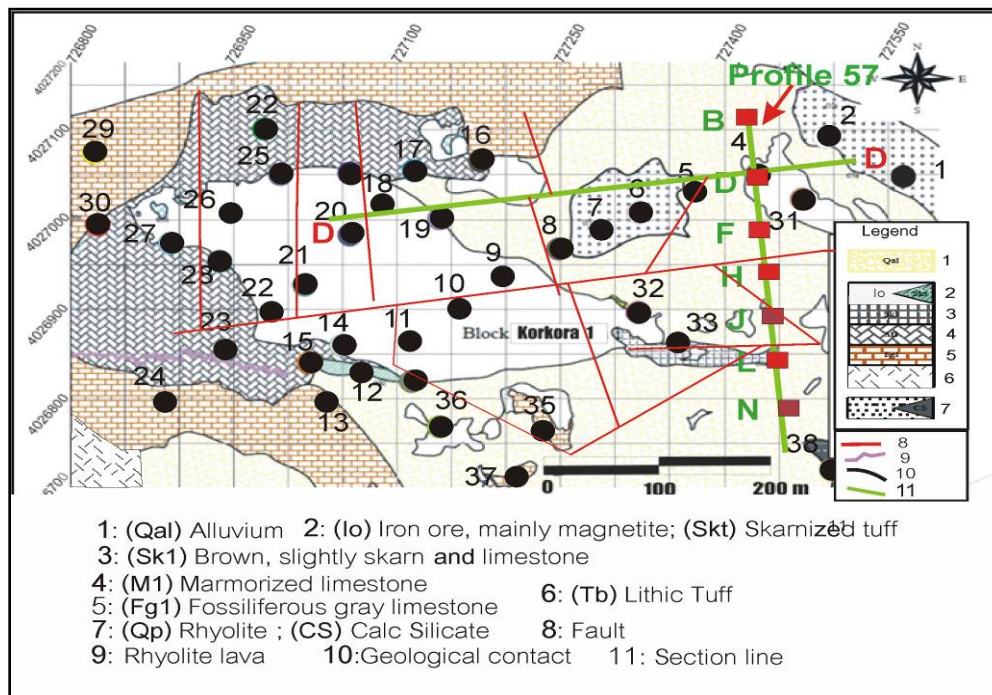 726800 726950 727100 727250 727400 727550
4027200
4027100
4027000
4026900
4026800
Profile 57
N
W E
S
B
22
29
16
4
2
25
17
D
1
18
5
D
30
26
20
6
31
D
19
7
F
27
8
21
9
H
22
10
32
23
14
11
Block Korkora 1
33
J
15
12
L
24
13
36
35
N
37
38
0 100 200 m
Legend
Qal 1
Io 2
3
4
5
6
7
8
9
10
11
1: (Qal) Alluvium 2: (Io) Iron ore, mainly magnetite; (Skt) Skarnized tuff
3: (Sk1) Brown, slightly skarn and limestone
4: (M1) Marmorized limestone
5: (Fg1) Fossiliferous gray limestone 6: (Tb) Lithic Tuff
7: (Qp) Rhyolite ; (CS) Calc Silicate 8: Fault
9: Rhyolite lava 10:Geological contact 11: Section line